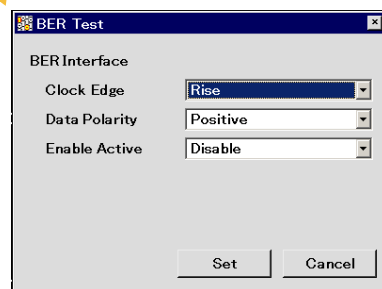 BER Test
BER Interface
Clock Edge Rise
Data Polarity Positive
Enable Active Disable
Set Cancel